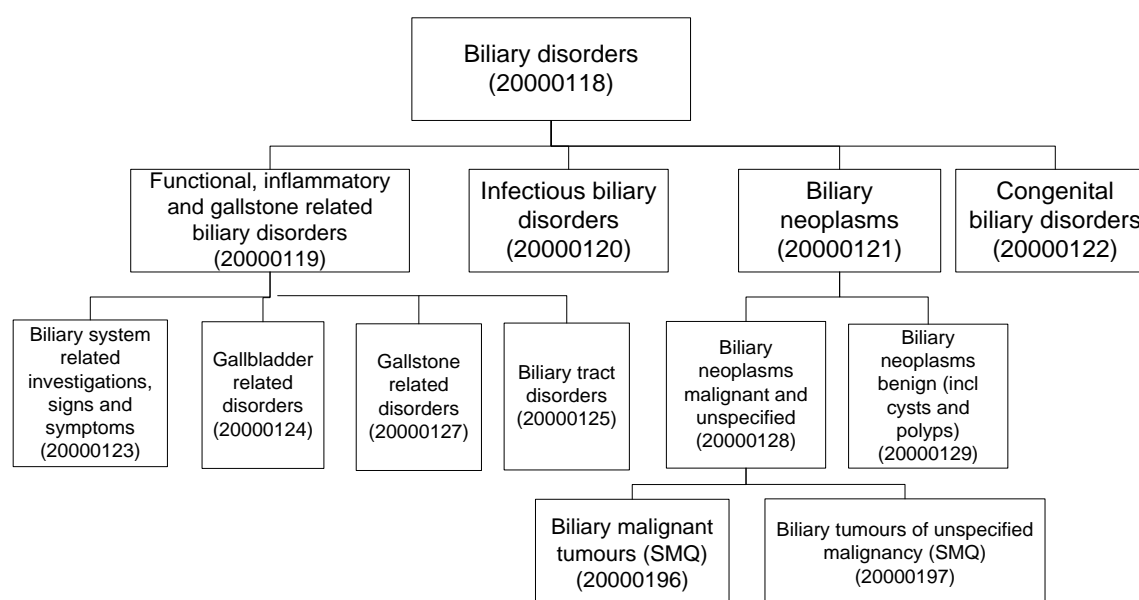 Biliary disorders
(20000118)
Functional, inflammatory
and gallstone related
biliary disorders
(20000119)
Infectious biliary
disorders
(20000120)
Biliary
neoplasms
(20000121)
Congenital
biliary disorders
(20000122)
Biliary system
related
investigations,
signs and
symptoms
(20000123)
Gallbladder
related
disorders
(20000124)
Gallstone
related
disorders
(20000127)
Biliary tract
disorders
(20000125)
Biliary
neoplasms
malignant and
unspecified
(20000128)
Biliary
neoplasms
benign (incl
cysts and
polyps)
(20000129)
Biliary malignant
tumours (SMQ)
(20000196)
Biliary tumours of unspecified
malignancy (SMQ)
(20000197)